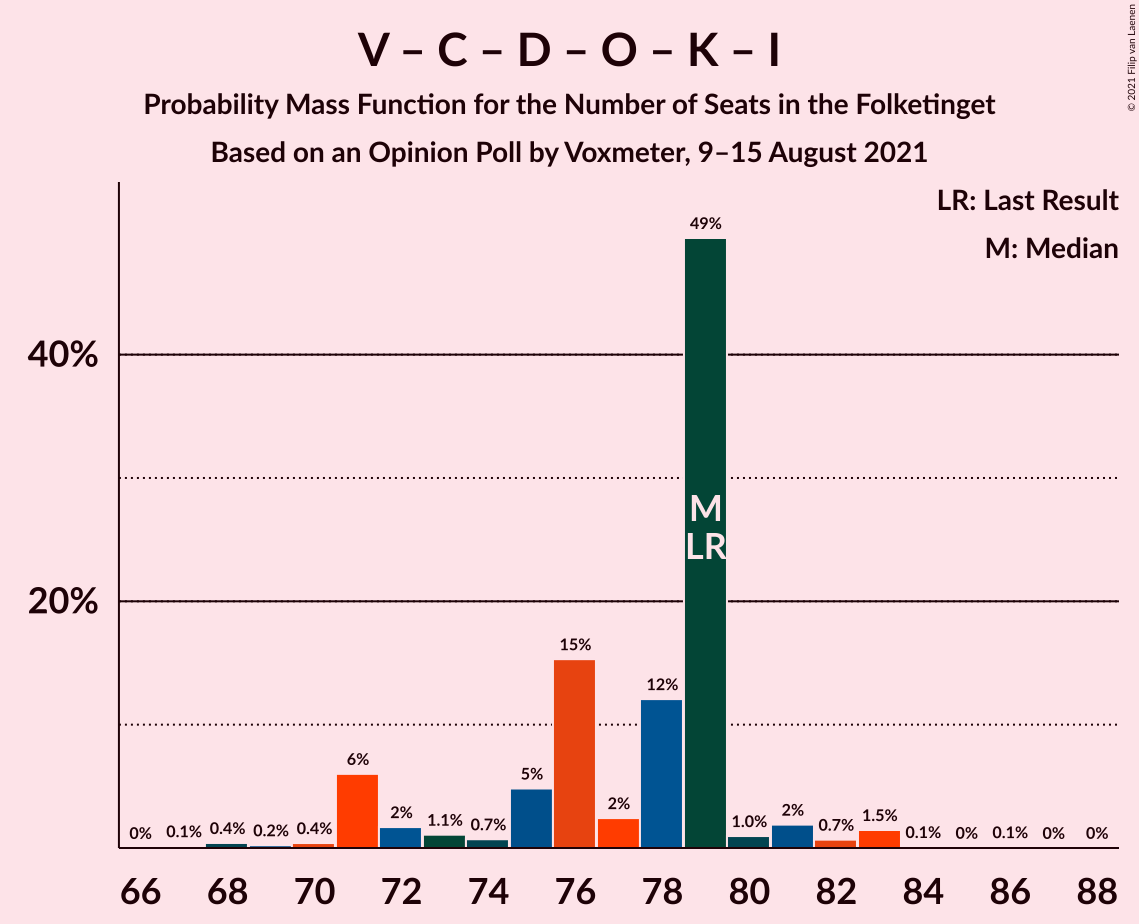 V – C – D – O – K – I
Probability Mass Function for the Number of Seats in the Folketinget
Based on an Opinion Poll by Voxmeter, 9–15 August 2021
© 2021 Filip van Laenen
LR: Last Result
M: Median
40%
20%
0%
0.1%
0.4%
0.2%
0.4%
6%
2%
1.1%
0.7%
5%
15%
2%
12%
49%
1.0%
2%
0.7%
1.5%
0.1%
0%
0.1%
0%
0%
M
LR
66 68 70 72 74 76 78 80 82 84 86 88